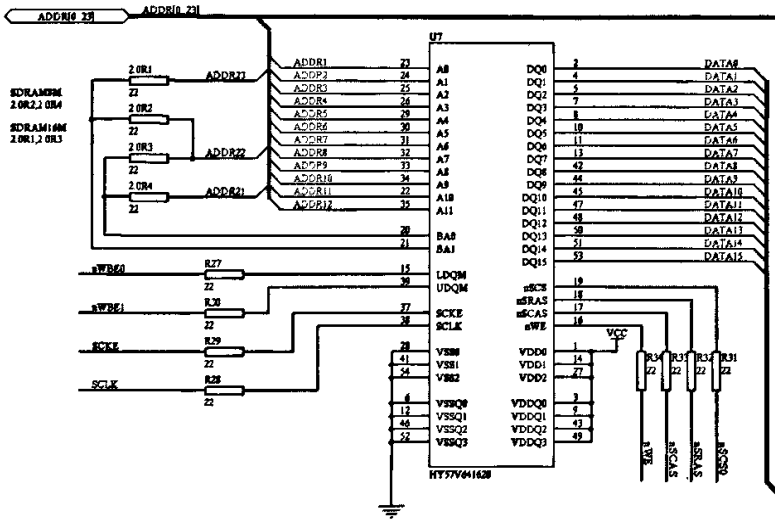 ADDR[0 23] ADDR[0 23]
U7
ADDR1 23 A0 DQ0 2 DATA0
ADDR2 24 A1 DQ1 4 DATA1
ADDR3 25 A2 DQ2 5 DATA2
ADDR4 26 A3 DQ3 7 DATA3
ADDR5 29 A4 DQ4 8 DATA4
ADDR6 30 A5 DQ5 10 DATA5
ADDR7 31 A6 DQ6 11 DATA6
ADDR8 32 A7 DQ7 13 DATA7
ADDR9 33 A8 DQ8 42 DATA8
ADDR10 34 A9 DQ9 44 DATA9
ADDR11 22 A10 DQ10 45 DATA10
ADDR12 35 A11 DQ11 47 DATA11
DQ12 48 DATA12
20 BA0 DQ13 50 DATA13
21 BA1 DQ14 51 DATA14
DQ15 53 DATA15
2.0R1 22 ADDR23
SDRAM8M
2 0R2,2 0R4
2.0R2 22
SDRAM16M
2 0R1,2 0R3
2.0R3 22 ADDR22
2.0R4 22 ADDR21
nWBE0 R27 22 15 LDQM
nWBE1 R30 22 39 UDQM
SCKE R29 22 37 SCKE
SCLK R28 22 38 SCLK
nSCS 19
nSRAS 18
nSCAS 17
nWE 16
28 VSS0 VDD0 1 VCC
41 VSS1 VDD1 14
54 VSS2 VDD2 27
6 VSSQ0 VDDQ0 3
12 VSSQ1 VDDQ1 9
46 VSSQ2 VDDQ2 43
52 VSSQ3 VDDQ3 49
R34 R33 R32 R31
22 22 22 22
nWE nSCAS nSRAS nSCS0
HY57V641620